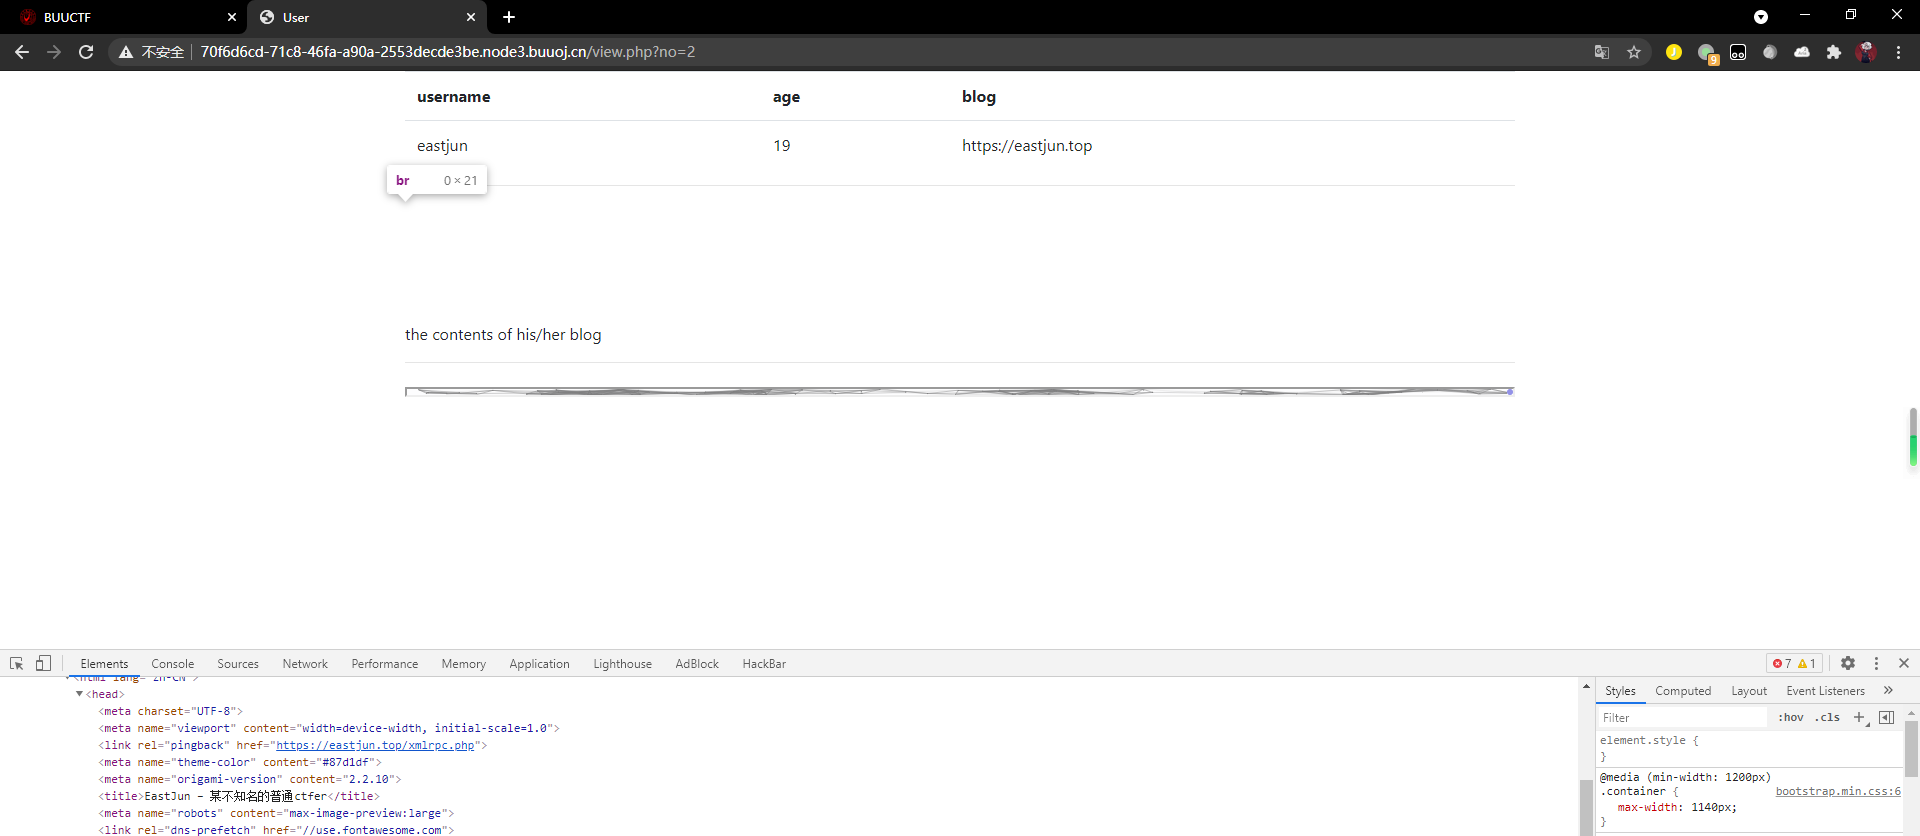 BUUCTF
User
不安全
70f6d6cd-71c8-46fa-a90a-2553decde3be.node3.buuoj.cn/view.php?no=2
J
9
username age blog
eastjun 19 https://eastjun.top
br 0 × 21
the contents of his/her blog
Elements Console Sources Network Performance Memory Application Lighthouse AdBlock HackBar
7 1
<html lang="zh-CN">
<head>
<meta charset="UTF-8">
<meta name="viewport" content="width=device-width, initial-scale=1.0">
<link rel="pingback" href="https://eastjun.top/xmlrpc.php">
<meta name="theme-color" content="#87d1df">
<meta name="origami-version" content="2.2.10">
<title>EastJun – 某不知名的普通ctfer</title>
<meta name="robots" content="max-image-preview:large">
<link rel="dns-prefetch" href="//use.fontawesome.com">
Styles Computed Layout Event Listeners »
Filter :hov .cls +
element.style {
}
@media (min-width: 1200px)
.container { bootstrap.min.css:6
max-width: 1140px;
}